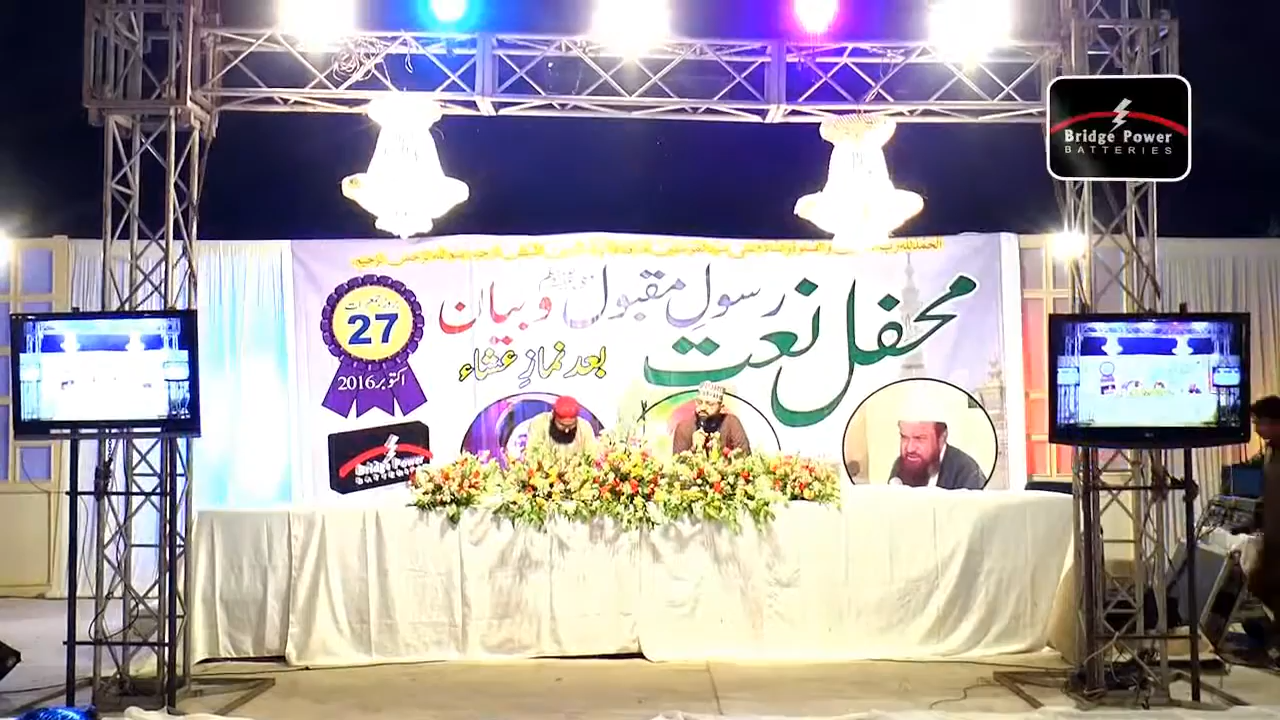 Bridge Power
BATTERIES
محفل نعت رسولِ مقبول ﷺ و بیان
بعد نمازِ عشاء
27
اکتوبر 2016
Bridge Power
BATTERIES